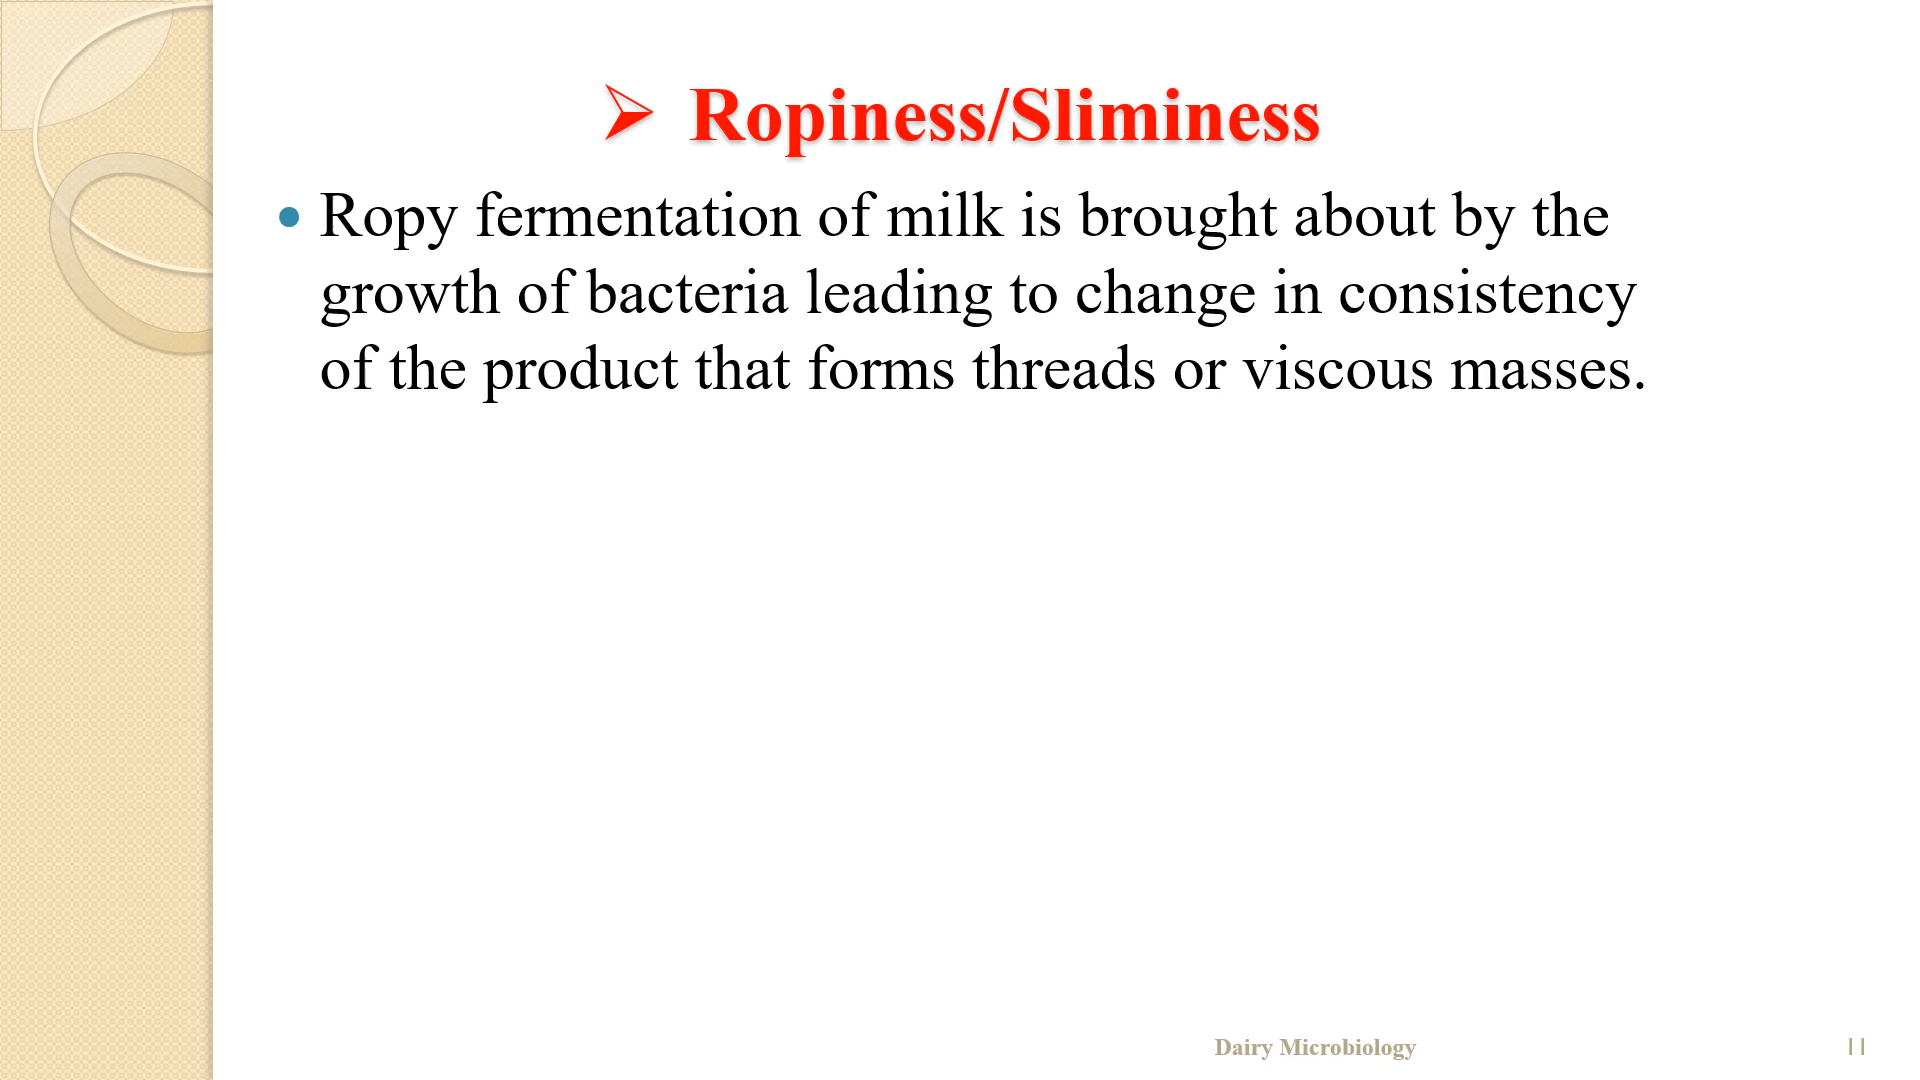 ➢ Ropiness/Sliminess
• Ropy fermentation of milk is brought about by the
growth of bacteria leading to change in consistency
of the product that forms threads or viscous masses.
Dairy Microbiology
11